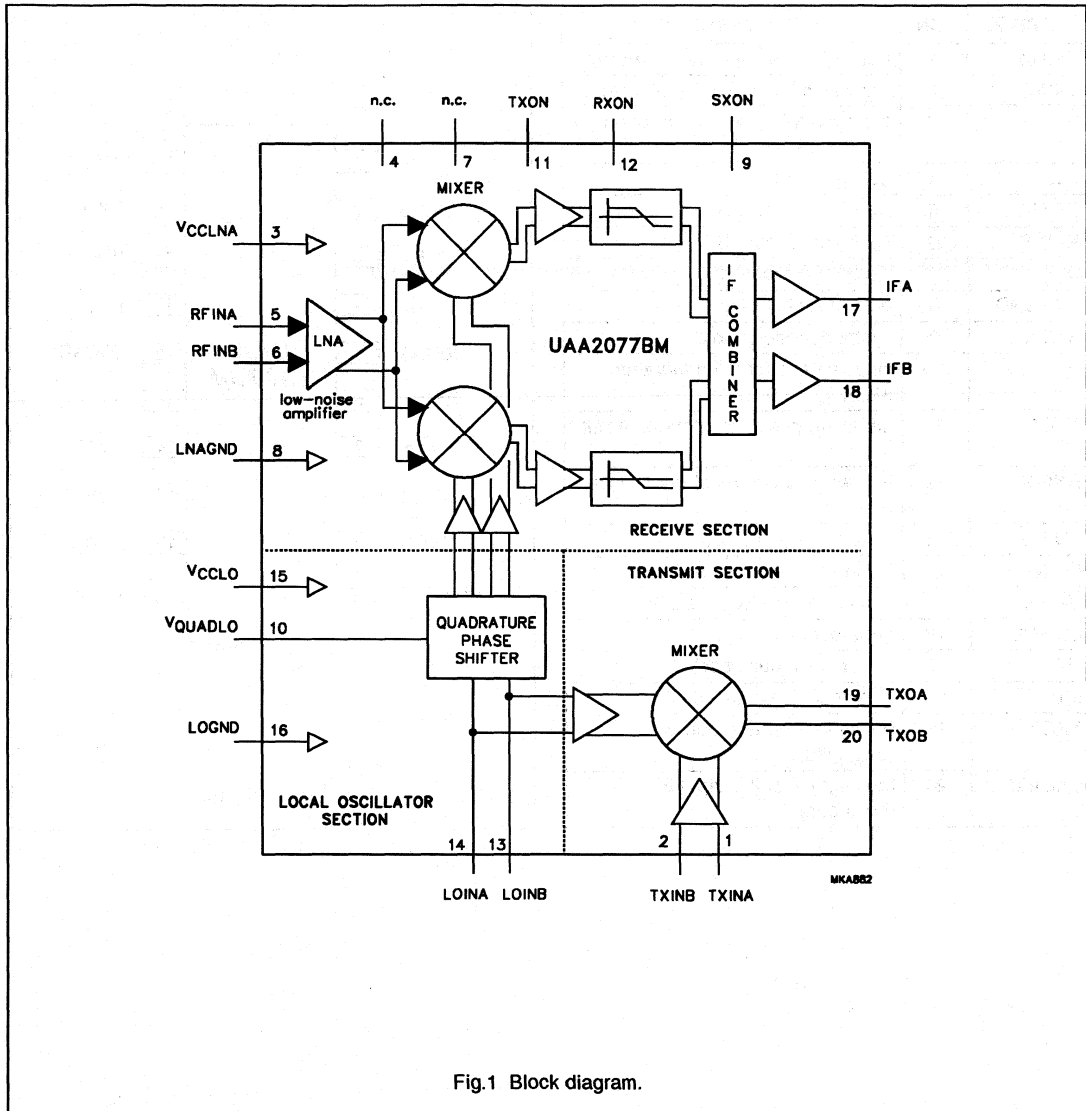 n.c. n.c. TXON RXON SXON
4 7 11 12 9
MIXER
VCCLNA 3
RFINA 5
RFINB 6
LNA
low-noise
amplifier
LNAGND 8
UAA2077BM
IF COMBINER
IFA
17
IFB
18
RECEIVE SECTION
TRANSMIT SECTION
VCCLO 15
VQUADLO 10
QUADRATURE
PHASE
SHIFTER
MIXER
19 TXOA
20 TXOB
LOGND 16
LOCAL OSCILLATOR
SECTION
14 13 2 1
LOINA LOINB TXINB TXINA
MKA882
Fig.1 Block diagram.